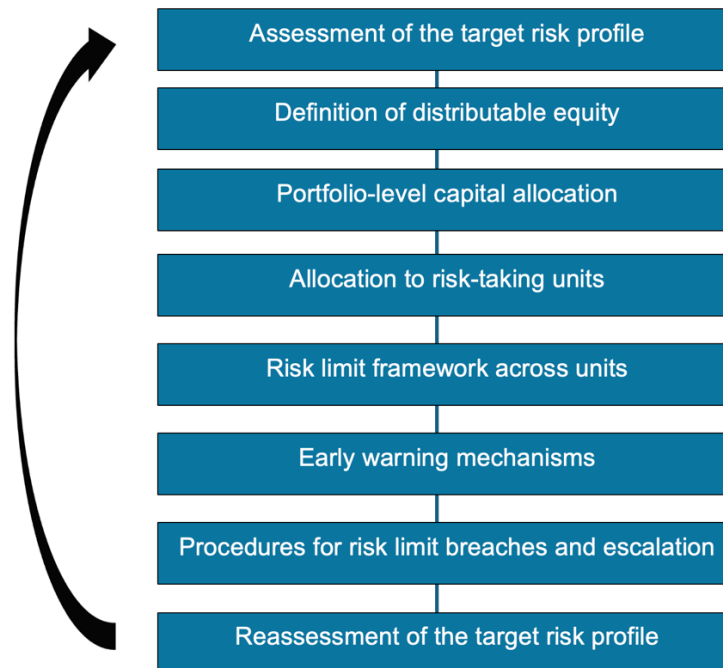 Assessment of the target risk profile
Definition of distributable equity
Portfolio-level capital allocation
Allocation to risk-taking units
Risk limit framework across units
Early warning mechanisms
Procedures for risk limit breaches and escalation
Reassessment of the target risk profile